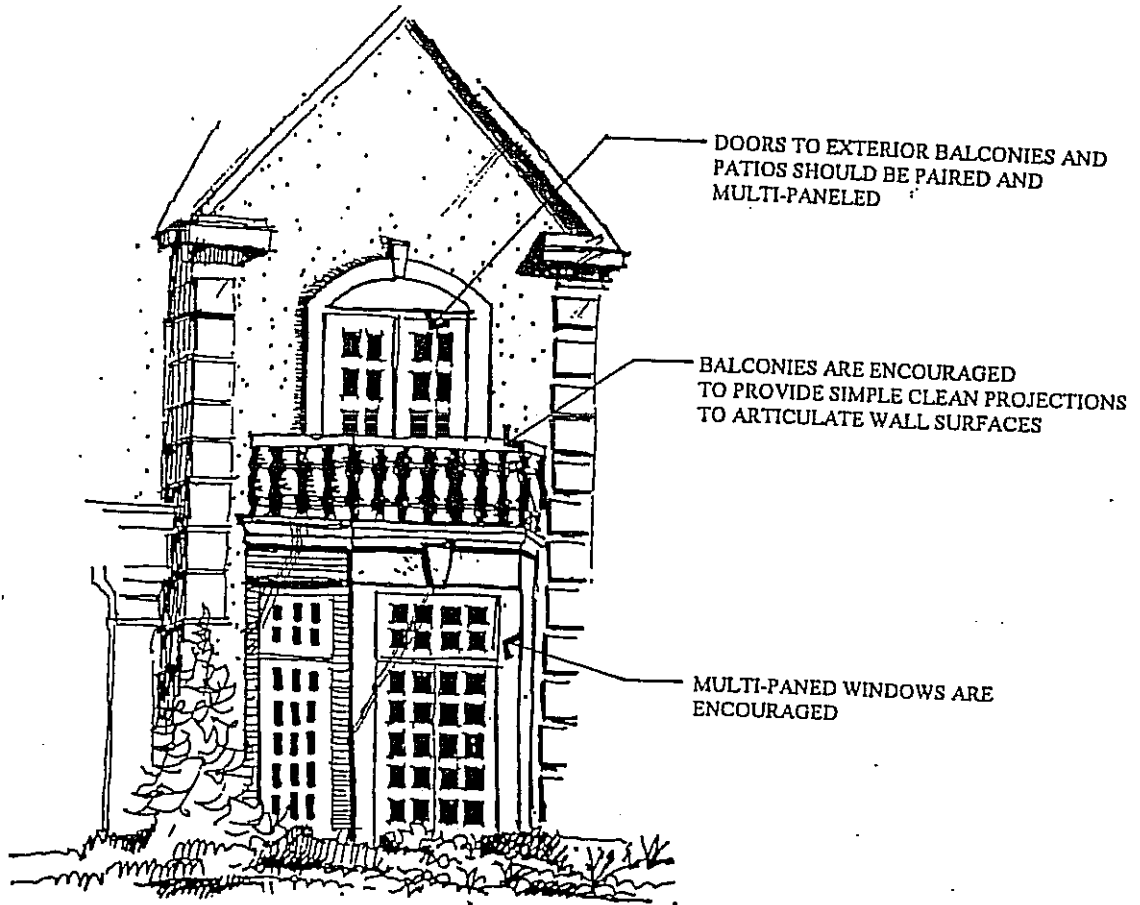 DOORS TO EXTERIOR BALCONIES AND
PATIOS SHOULD BE PAIRED AND
MULTI-PANELED
BALCONIES ARE ENCOURAGED
TO PROVIDE SIMPLE CLEAN PROJECTIONS
TO ARTICULATE WALL SURFACES
MULTI-PANED WINDOWS ARE
ENCOURAGED